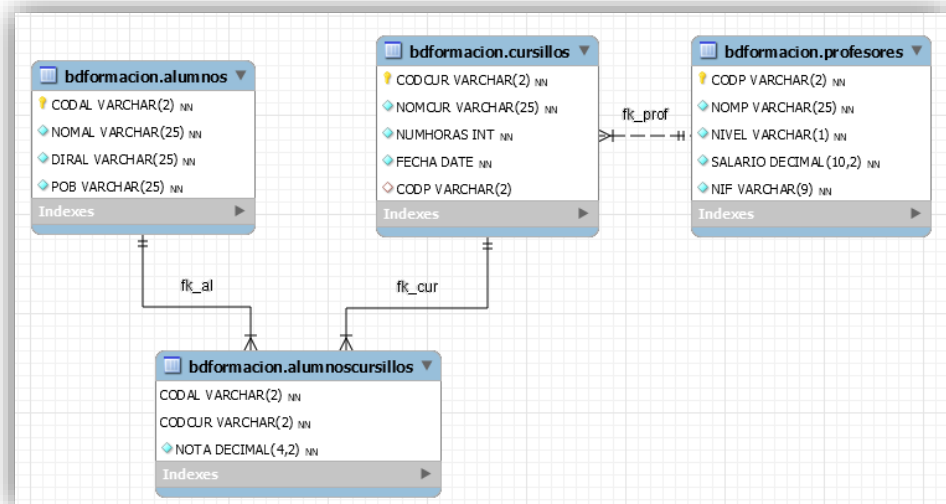 bdformacion.alumnos
CODAL VARCHAR(2) NN
NOMAL VARCHAR(25) NN
DIRAL VARCHAR(25) NN
POB VARCHAR(25) NN
Indexes
bdformacion.cursillos
CODCUR VARCHAR(2) NN
NOMCUR VARCHAR(25) NN
NUMHORAS INT NN
FECHA DATE NN
CODP VARCHAR(2)
Indexes
fk_prof
bdformacion.profesores
CODP VARCHAR(2) NN
NOMP VARCHAR(25) NN
NIVEL VARCHAR(1) NN
SALARIO DECIMAL(10,2) NN
NIF VARCHAR(9) NN
Indexes
fk_al
fk_cur
bdformacion.alumnoscursillos
CODAL VARCHAR(2) NN
CODCUR VARCHAR(2) NN
NOTA DECIMAL(4,2) NN
Indexes